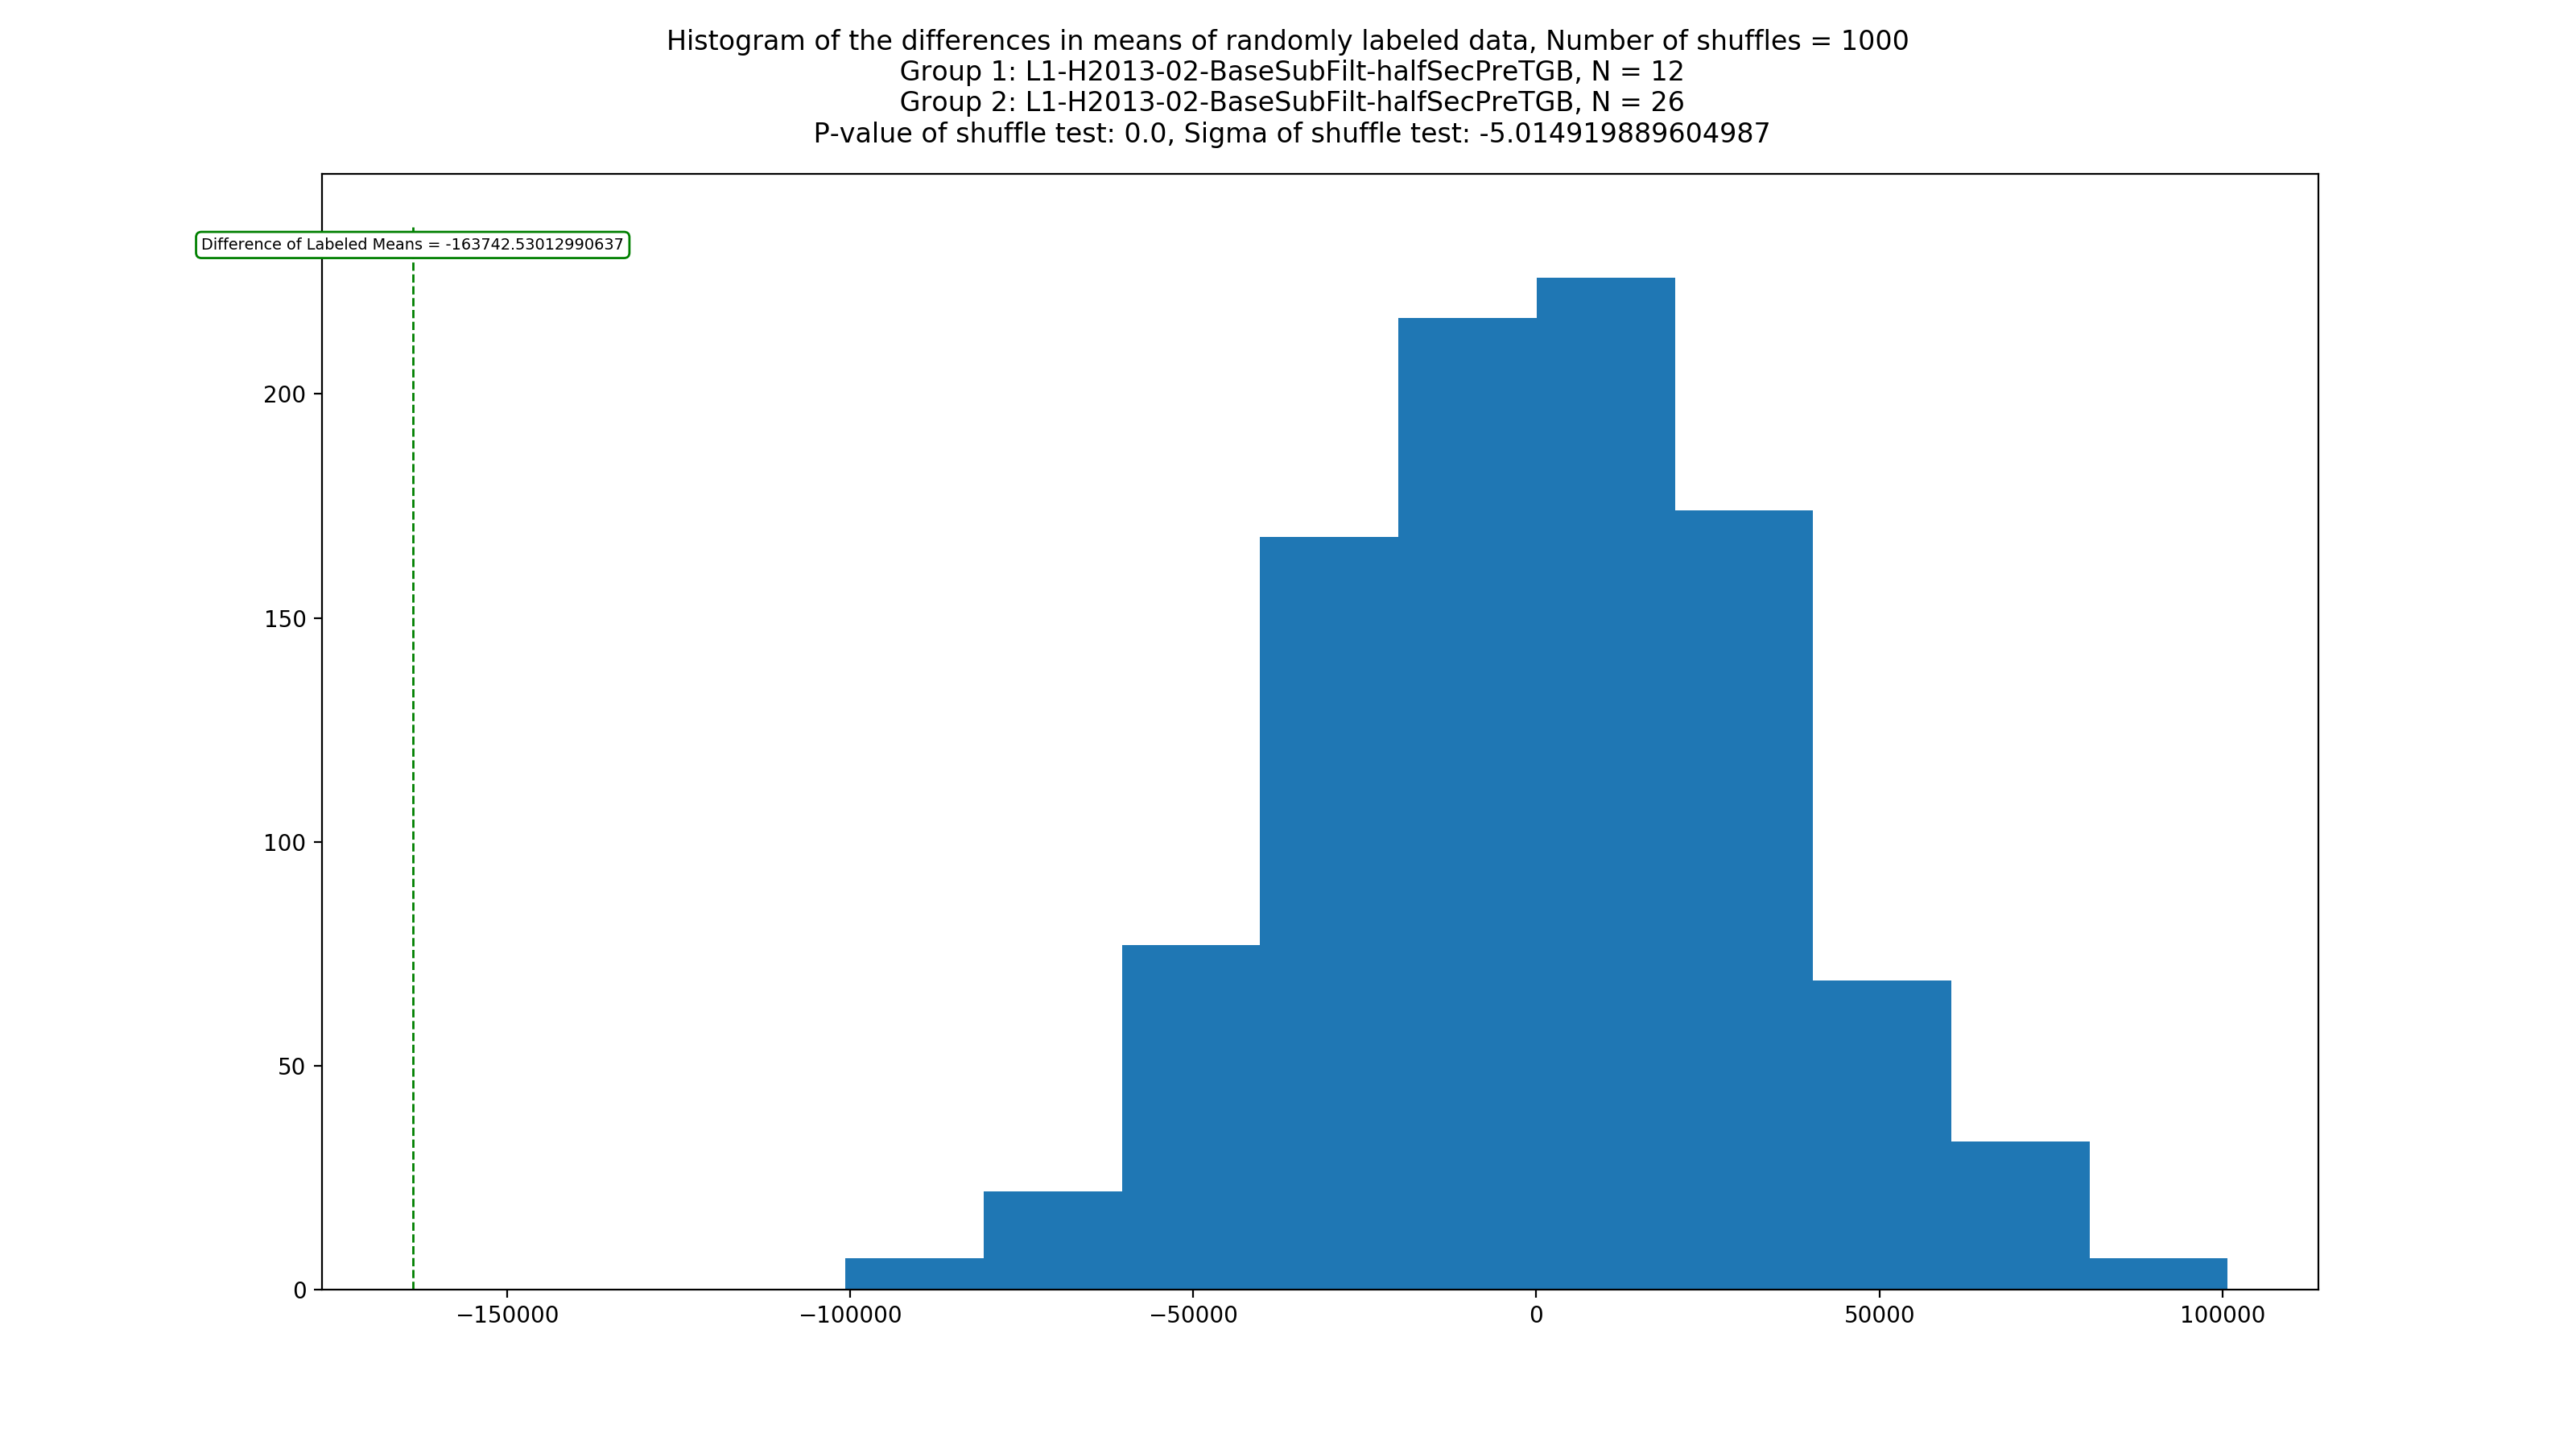 Histogram of the differences in means of randomly labeled data, Number of shuffles = 1000
Group 1: L1-H2013-02-BaseSubFilt-halfSecPreTGB, N = 12
Group 2: L1-H2013-02-BaseSubFilt-halfSecPreTGB, N = 26
P-value of shuffle test: 0.0, Sigma of shuffle test: -5.014919889604987
Difference of Labeled Means = -163742.53012990637
200
150
100
50
0
−150000 −100000 −50000 0 50000 100000